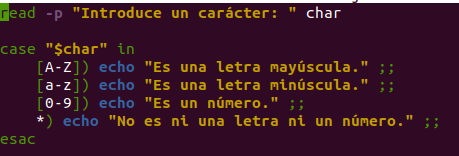 read -p "Introduce un carácter: " char
case "$char" in
[A-Z]) echo "Es una letra mayúscula." ;;
[a-z]) echo "Es una letra minúscula." ;;
[0-9]) echo "Es un número." ;;
*) echo "No es ni una letra ni un número." ;;
esac